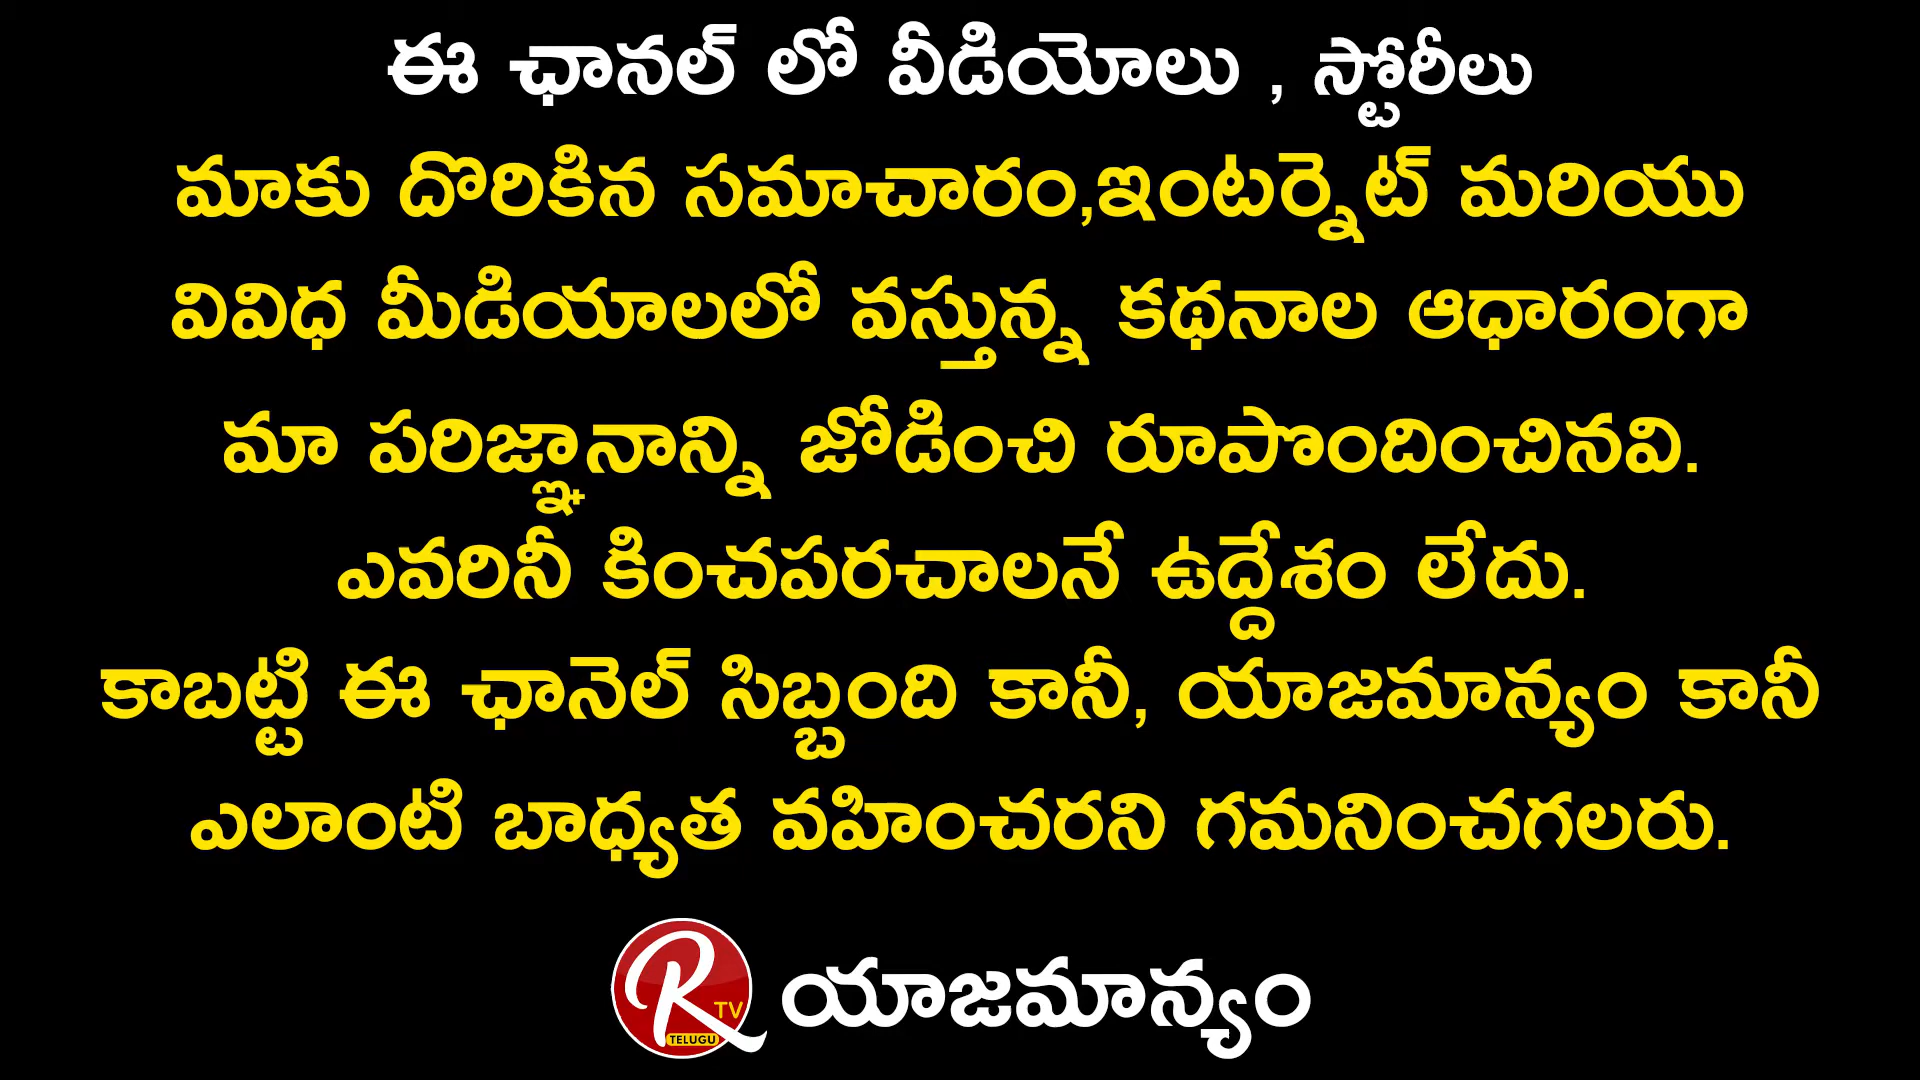 ఈ ఛానల్ లో వీడియోలు , స్టోరీలు
మాకు దొరికిన సమాచారం,ఇంటర్నెట్ మరియు
వివిధ మీడియాలలో వస్తున్న కథనాల ఆధారంగా
మా పరిజ్ఞానాన్ని జోడించి రూపొందించినవి.
ఎవరినీ కించపరచాలనే ఉద్దేశం లేదు.
కాబట్టి ఈ ఛానెల్ సిబ్బంది కానీ, యాజమాన్యం కానీ
ఎలాంటి బాధ్యత వహించరని గమనించగలరు.
R TV TELUGU యాజమాన్యం